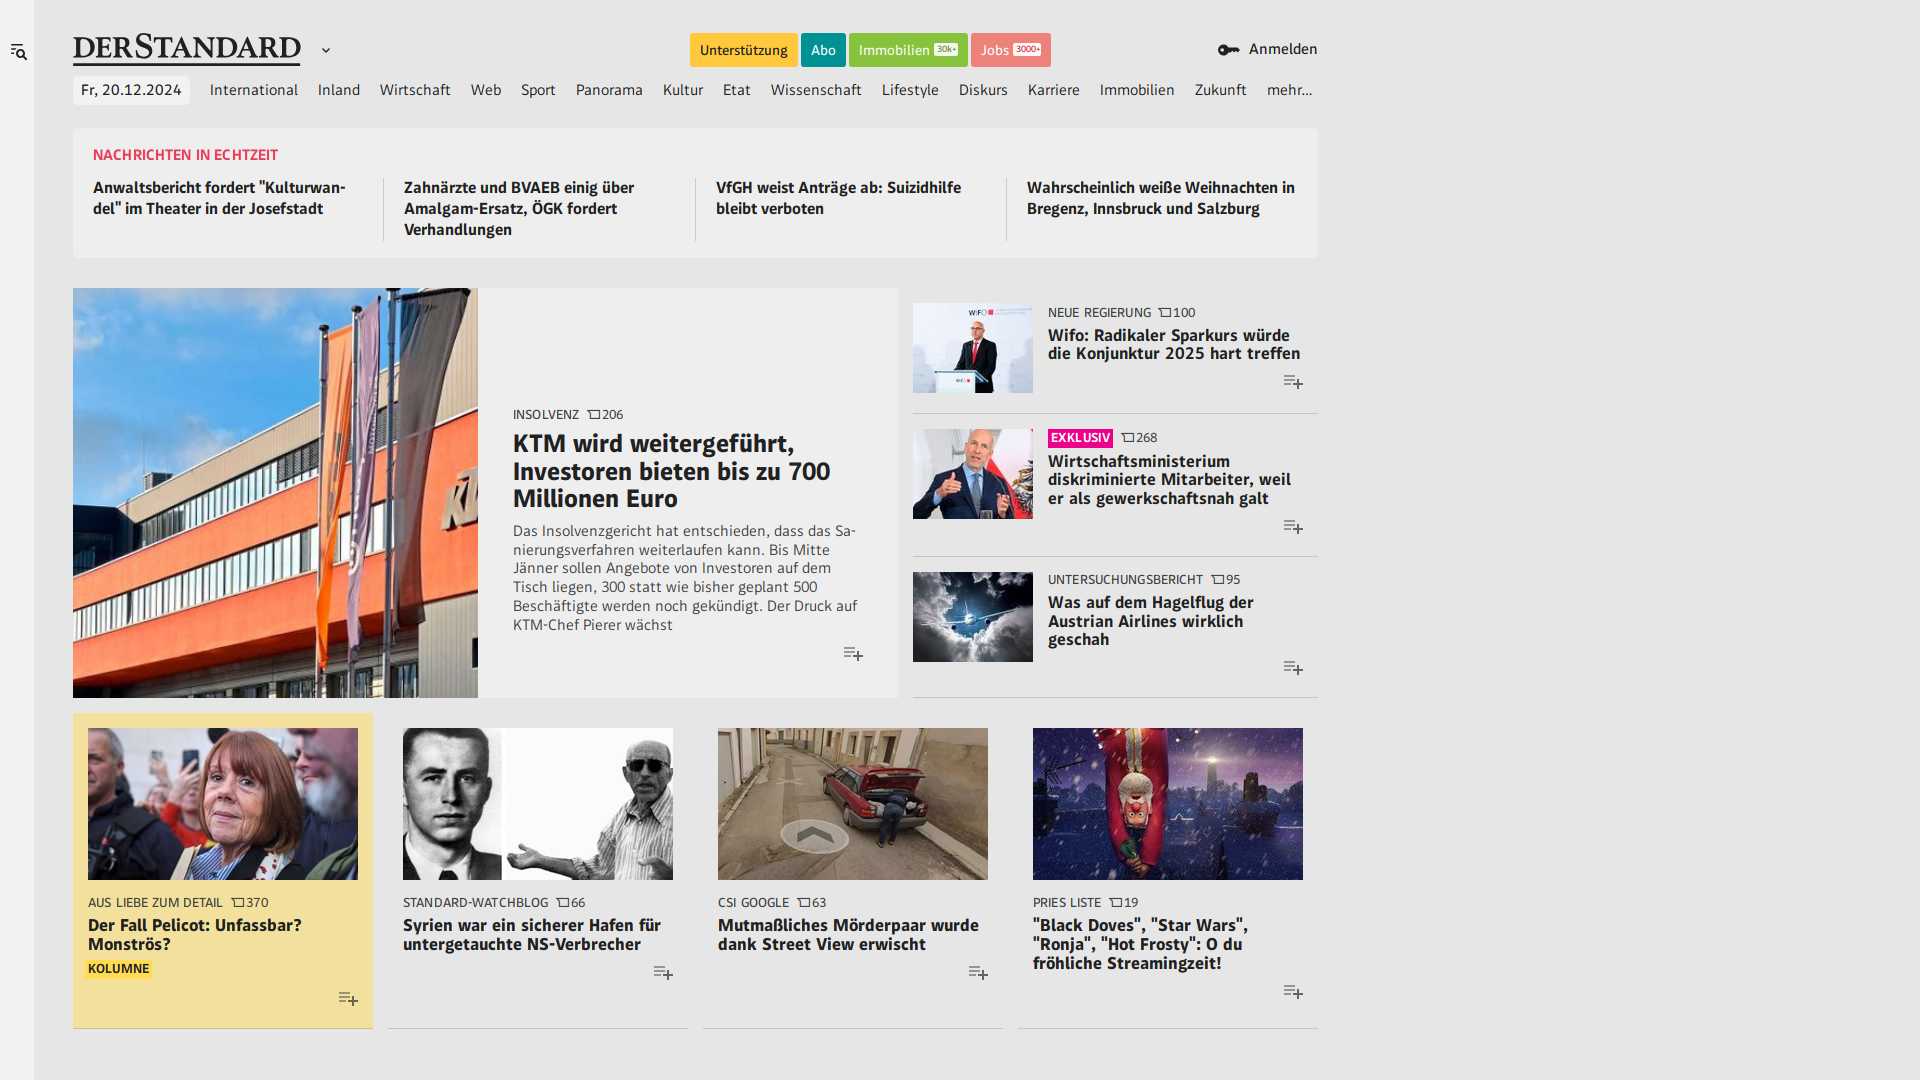 DERSTANDARD
Unterstützung
Abo
Immobilien 30k+
Jobs 3000+
Anmelden
Fr, 20.12.2024 International Inland Wirtschaft Web Sport Panorama Kultur Etat Wissenschaft Lifestyle Diskurs Karriere Immobilien Zukunft mehr...
NACHRICHTEN IN ECHTZEIT
Anwaltsbericht fordert "Kulturwan-
del" im Theater in der Josefstadt
Zahnärzte und BVAEB einig über
Amalgam-Ersatz, ÖGK fordert
Verhandlungen
VfGH weist Anträge ab: Suizidhilfe
bleibt verboten
Wahrscheinlich weiße Weihnachten in
Bregenz, Innsbruck und Salzburg
INSOLVENZ 206
KTM wird weitergeführt,
Investoren bieten bis zu 700
Millionen Euro
Das Insolvenzgericht hat entschieden, dass das Sa-
nierungsverfahren weiterlaufen kann. Bis Mitte
Jänner sollen Angebote von Investoren auf dem
Tisch liegen, 300 statt wie bisher geplant 500
Beschäftigte werden noch gekündigt. Der Druck auf
KTM-Chef Pierer wächst
WIFO
WIFO
NEUE REGIERUNG 100
Wifo: Radikaler Sparkurs würde
die Konjunktur 2025 hart treffen
EXKLUSIV 268
Wirtschaftsministerium
diskriminierte Mitarbeiter, weil
er als gewerkschaftsnah galt
UNTERSUCHUNGSBERICHT 95
Was auf dem Hagelflug der
Austrian Airlines wirklich
geschah
AUS LIEBE ZUM DETAIL 370
Der Fall Pelicot: Unfassbar?
Monströs?
KOLUMNE
STANDARD-WATCHBLOG 66
Syrien war ein sicherer Hafen für
untergetauchte NS-Verbrecher
CSI GOOGLE 63
Mutmaßliches Mörderpaar wurde
dank Street View erwischt
PRIES LISTE 19
"Black Doves", "Star Wars",
"Ronja", "Hot Frosty": O du
fröhliche Streamingzeit!